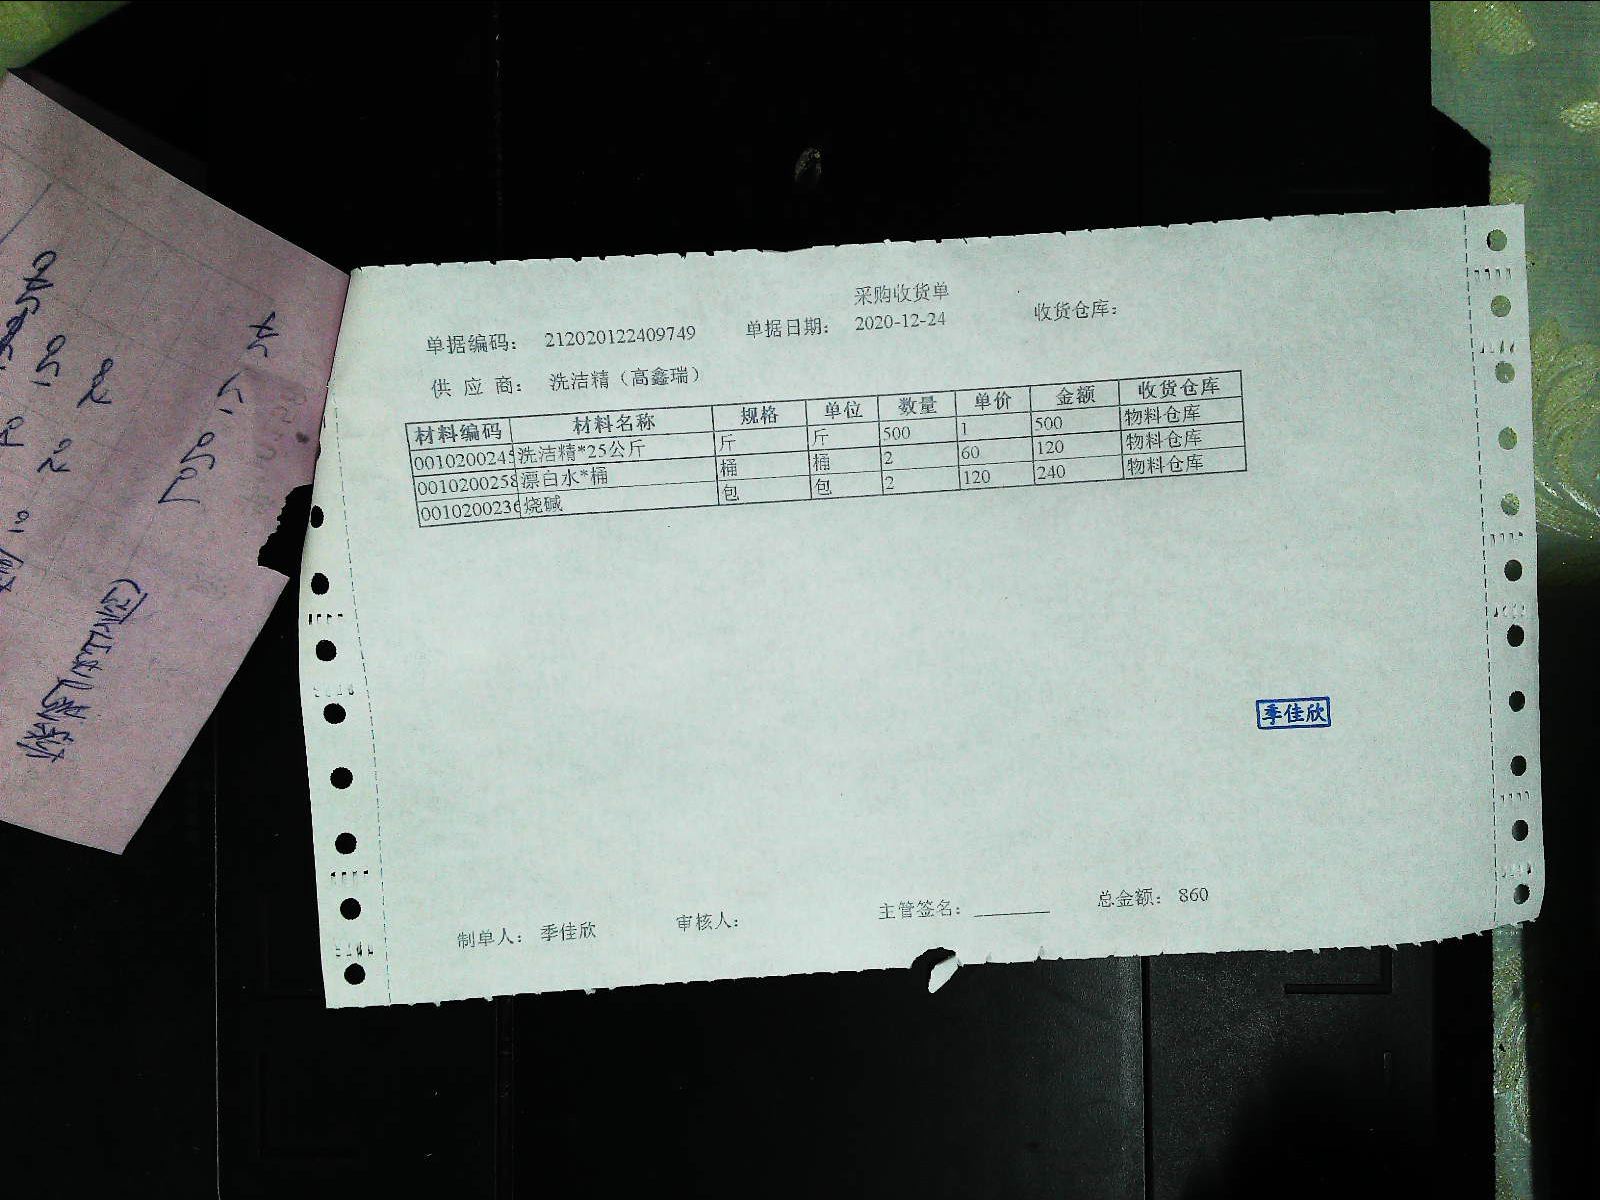 采购收货单
单据编码： 212020122409749 单据日期： 2020-12-24 收货仓库：
供 应 商： 洗洁精（高鑫瑞）
材料编码 材料名称 规格 单位 数量 单价 金额 收货仓库
0010200245 洗洁精*25公斤 斤 斤 500 1 500 物料仓库
0010200258 漂白水*桶 桶 桶 2 60 120 物料仓库
001020023 烧碱 包 包 2 120 240 物料仓库
季佳欣
制单人： 季佳欣 审核人： 主管签名： 总金额： 860